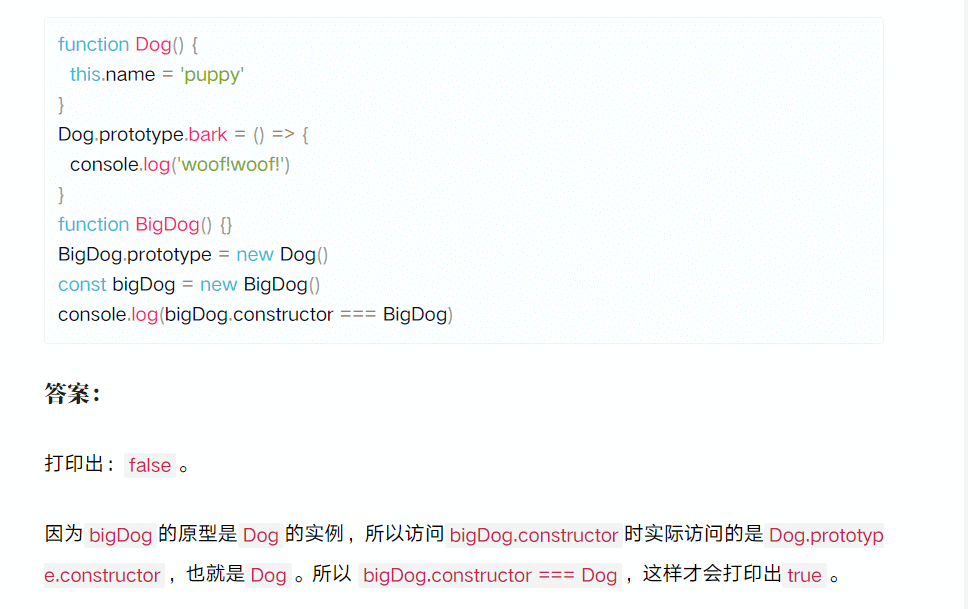 function Dog() {
this.name = 'puppy'
}
Dog.prototype.bark = () => {
console.log('woof!woof!')
}
function BigDog() {}
BigDog.prototype = new Dog()
const bigDog = new BigDog()
console.log(bigDog.constructor === BigDog)
答案：
打印出：false。
因为 bigDog 的原型是 Dog 的实例，所以访问 bigDog.constructor 时实际访问的是 Dog.prototyp
e.constructor ，也就是 Dog 。所以 bigDog.constructor === Dog ，这样才会打印出 true 。